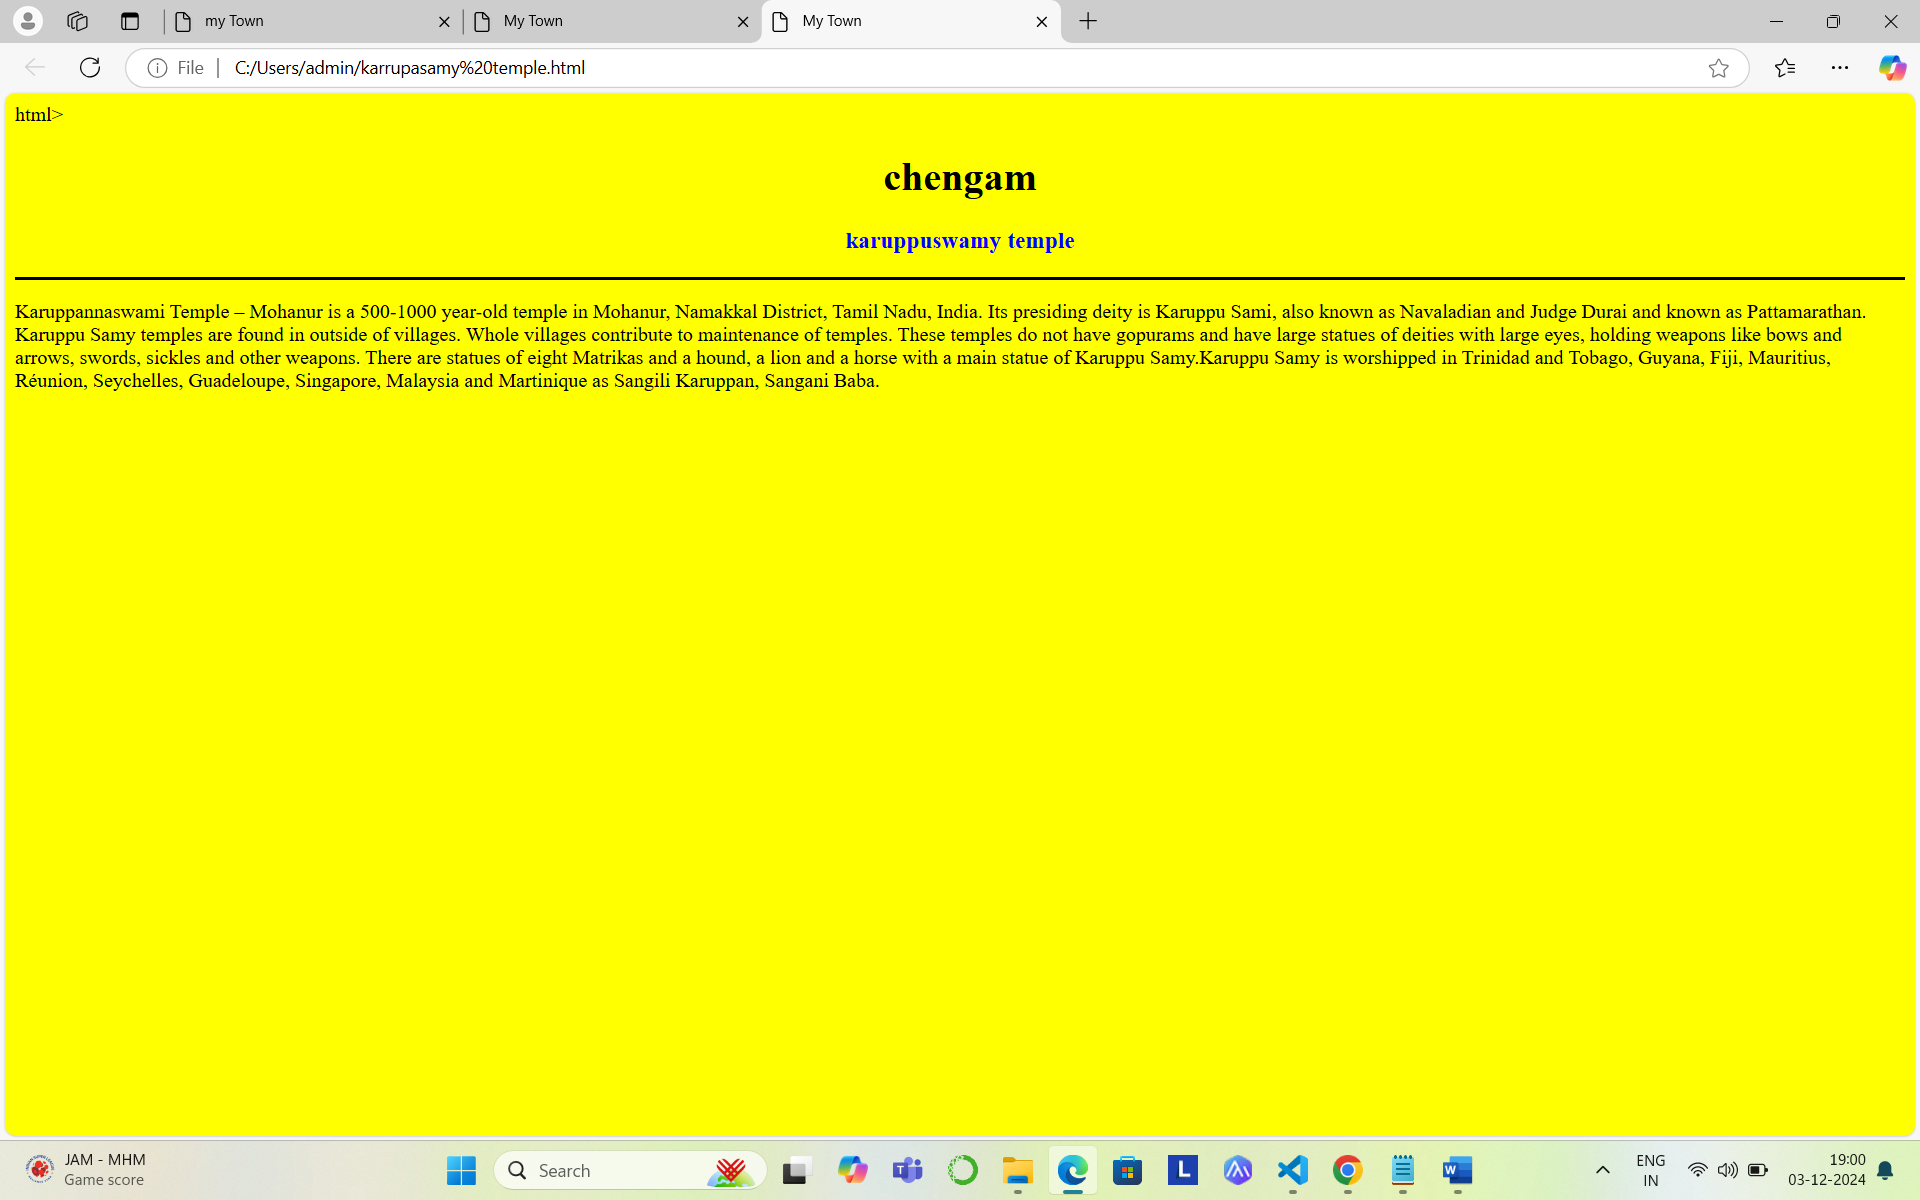 my Town
My Town
My Town
File
C:/Users/admin/karrupasamy%20temple.html
html>
chengam
karuppuswamy temple
Karuppannaswami Temple – Mohanur is a 500-1000 year-old temple in Mohanur, Namakkal District, Tamil Nadu, India. Its presiding deity is Karuppu Sami, also known as Navaladian and Judge Durai and known as Pattamarathan.
Karuppu Samy temples are found in outside of villages. Whole villages contribute to maintenance of temples. These temples do not have gopurams and have large statues of deities with large eyes, holding weapons like bows and
arrows, swords, sickles and other weapons. There are statues of eight Matrikas and a hound, a lion and a horse with a main statue of Karuppu Samy.Karuppu Samy is worshipped in Trinidad and Tobago, Guyana, Fiji, Mauritius,
Réunion, Seychelles, Guadeloupe, Singapore, Malaysia and Martinique as Sangili Karuppan, Sangani Baba.
JAM - MHM
Game score
Search
L
ENG
IN
19:00
03-12-2024